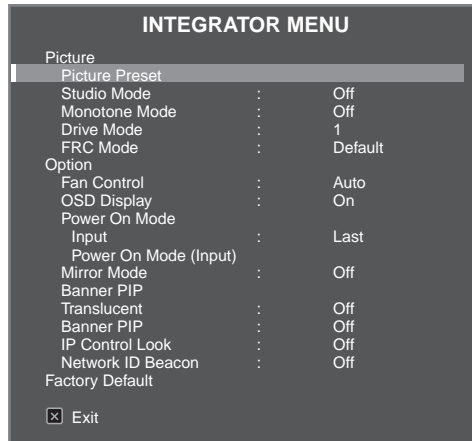 INTEGRATOR MENU
Picture
Picture Preset
Studio Mode : Off
Monotone Mode : Off
Drive Mode : 1
FRC Mode : Default
Option
Fan Control : Auto
OSD Display : On
Power On Mode
Input : Last
Power On Mode (Input)
Mirror Mode : Off
Banner PIP
Translucent : Off
Banner PIP : Off
IP Control Look : Off
Network ID Beacon : Off
Factory Default
Exit